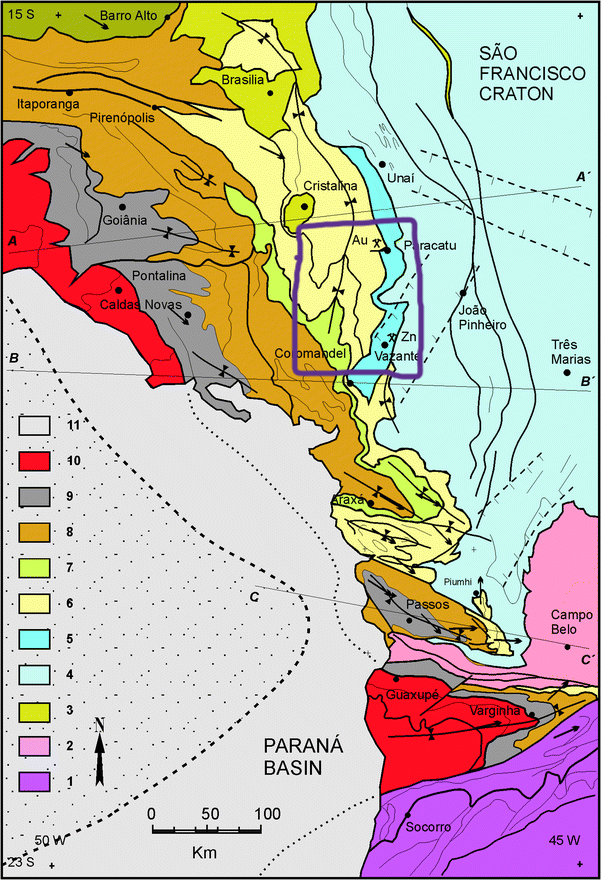 15 S
Barro Alto
SÃO
FRANCISCO
CRATON
Brasilia
Itaporanga
Pirenópolis
Unaí
A´
Cristalina
Goiânia
A
Au
Paracatu
Pontalina
Caldas Novas
João
Pinheiro
Zn
Vazante
Três
Marias
B
Coromandel
B´
11
10
9
8
7
6
5
4
3
2
1
Araxá
Piumhi
C
Passos
Campo
Belo
C´
Guaxupé
Varginha
N
PARANÁ
BASIN
0 50 100
Km
Socorro
50 W
45 W
23 S